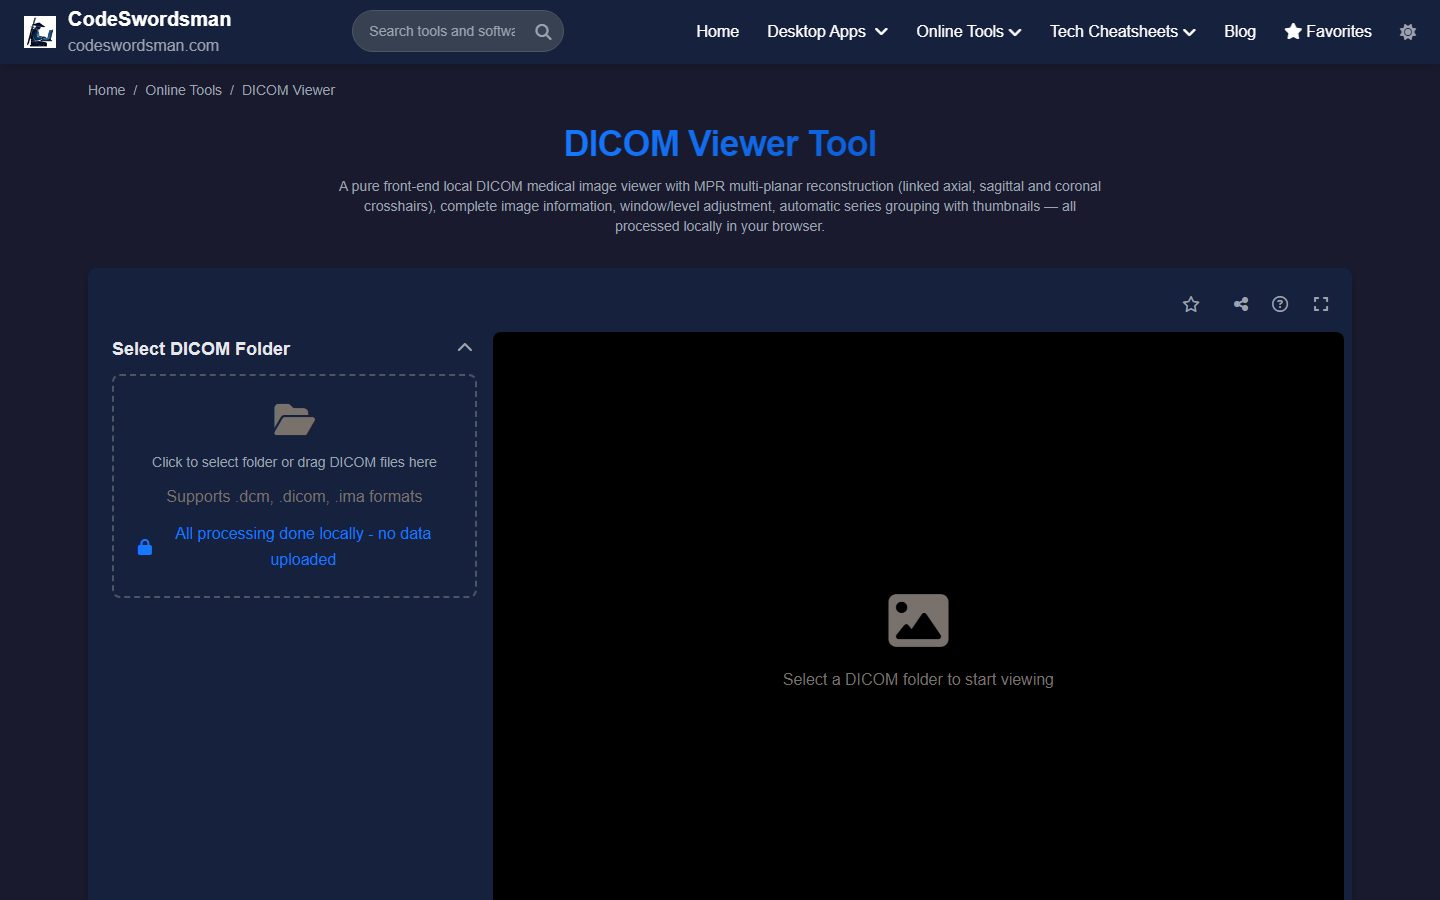 CodeSwordsman
codeswordsman.com
Search tools and softwa
Home
Desktop Apps
Online Tools
Tech Cheatsheets
Blog
Favorites
Home / Online Tools / DICOM Viewer
DICOM Viewer Tool
A pure front-end local DICOM medical image viewer with MPR multi-planar reconstruction (linked axial, sagittal and coronal
crosshairs), complete image information, window/level adjustment, automatic series grouping with thumbnails — all
processed locally in your browser.
Select DICOM Folder
Click to select folder or drag DICOM files here
Supports .dcm, .dicom, .ima formats
All processing done locally - no data
uploaded
Select a DICOM folder to start viewing